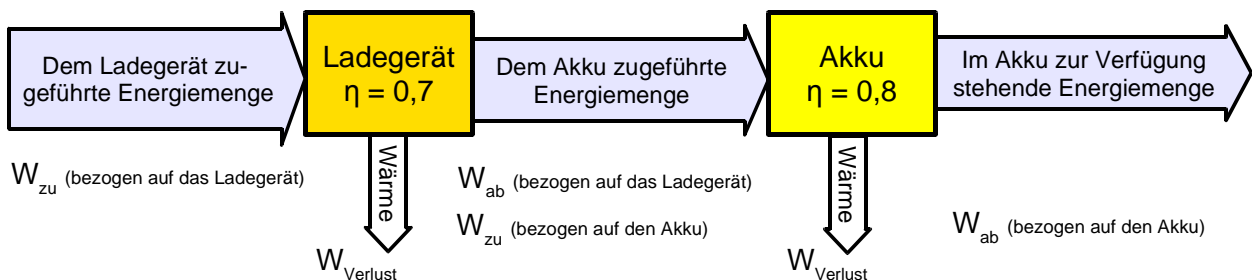 Dem Ladegerät zu-
geführte Energiemenge
Ladegerät
η = 0,7
Dem Akku zugeführte
Energiemenge
Akku
η = 0,8
Im Akku zur Verfügung
stehende Energiemenge
Wärme
Wärme
W_zu (bezogen auf das Ladegerät)
W_ab (bezogen auf das Ladegerät)
W_zu (bezogen auf den Akku)
W_ab (bezogen auf den Akku)
W_Verlust
W_Verlust